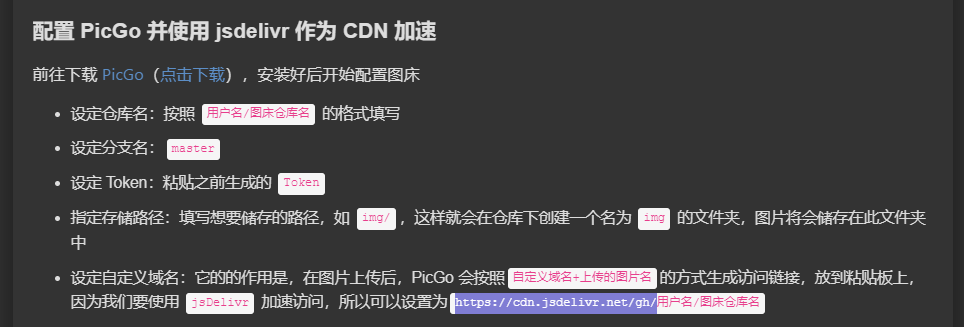 配置 PicGo 并使用 jsdelivr 作为 CDN 加速
前往下载 PicGo（点击下载），安装好后开始配置图床
• 设定仓库名：按照 用户名/图床仓库名 的格式填写
• 设定分支名： master
• 设定 Token：粘贴之前生成的 Token
• 指定存储路径：填写想要储存的路径，如 img/ ，这样就会在仓库下创建一个名为 img 的文件夹，图片将会储存在此文件夹
中
• 设定自定义域名：它的的作用是，在图片上传后，PicGo 会按照 自定义域名+上传的图片名 的方式生成访问链接，放到粘贴板上，
因为我们要使用 jsDelivr 加速访问，所以可以设置为 https://cdn.jsdelivr.net/gh/用户名/图床仓库名